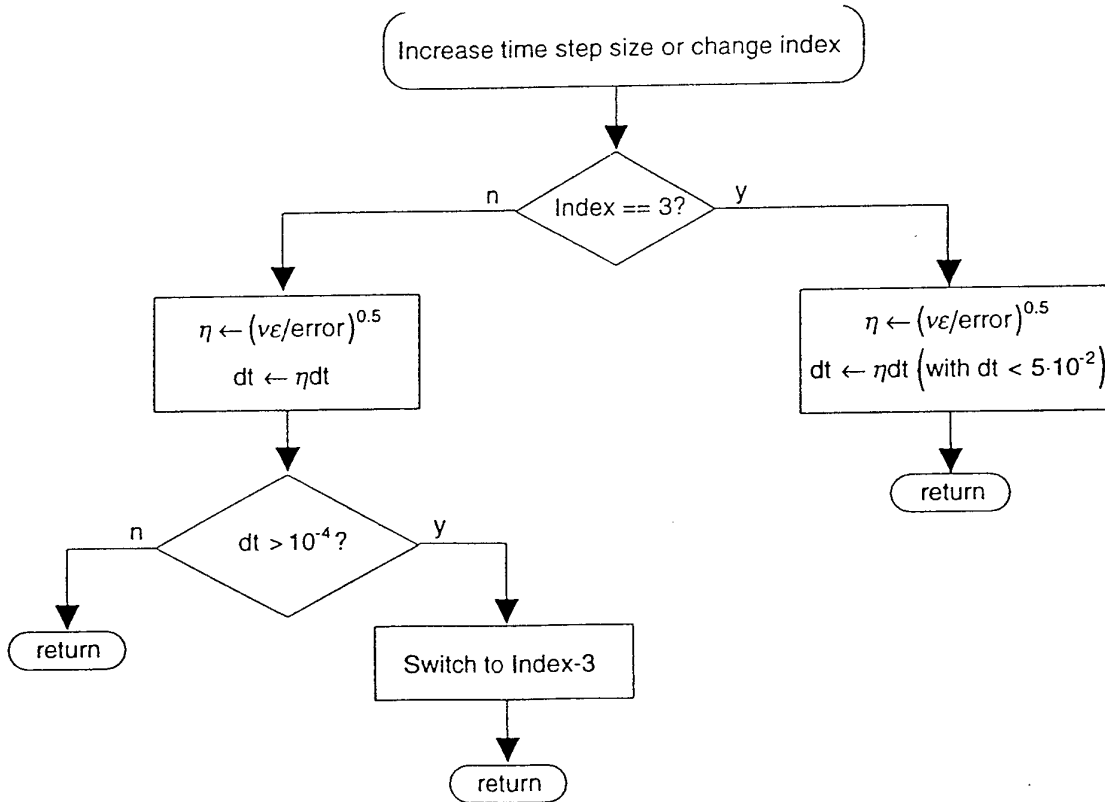 Increase time step size or change index
Index == 3?
n
y
η ← (νε/error)^0.5
dt ← ηdt
η ← (νε/error)^0.5
dt ← ηdt (with dt < 5·10^-2)
return
dt > 10^-4?
n
y
return
Switch to Index-3
return